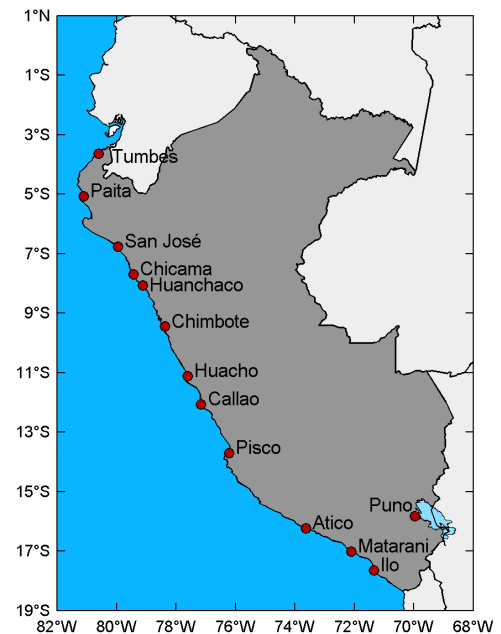 1°N
1°S
3°S
Tumbes
5°S
Paita
7°S
San José
Chicama
Huanchaco
9°S
Chimbote
11°S
Huacho
Callao
13°S
Pisco
15°S
Puno
Atico
17°S
Matarani
Ilo
19°S
82°W 80°W 78°W 76°W 74°W 72°W 70°W 68°W